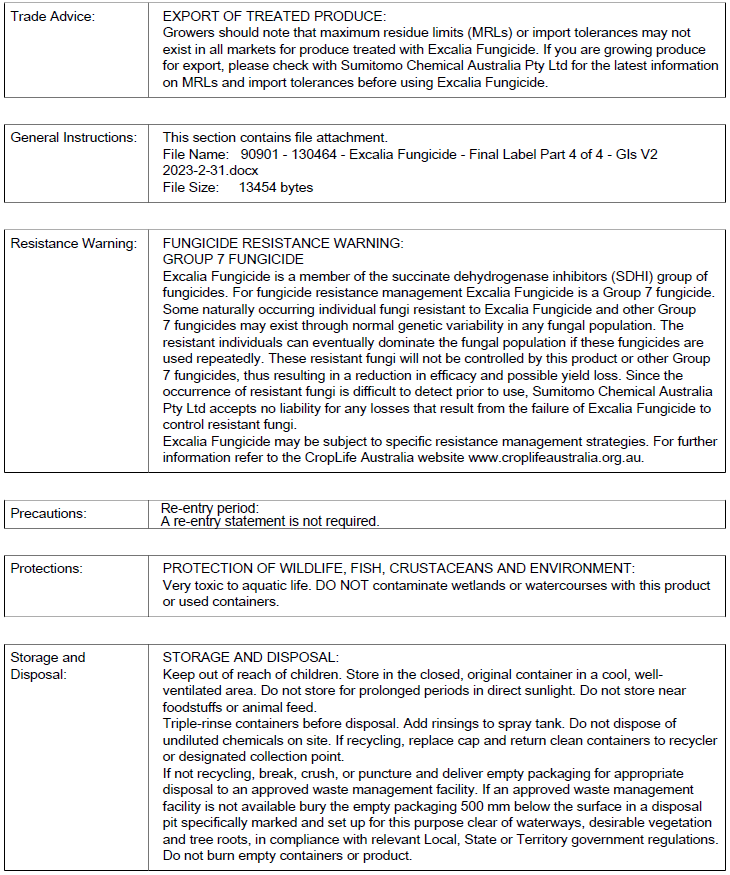 Trade Advice:
EXPORT OF TREATED PRODUCE:
Growers should note that maximum residue limits (MRLs) or import tolerances may not
exist in all markets for produce treated with Excalia Fungicide. If you are growing produce
for export, please check with Sumitomo Chemical Australia Pty Ltd for the latest information
on MRLs and import tolerances before using Excalia Fungicide.
General Instructions:
This section contains file attachment.
File Name: 90901 - 130464 - Excalia Fungicide - Final Label Part 4 of 4 - GIs V2
2023-2-31.docx
File Size: 13454 bytes
Resistance Warning:
FUNGICIDE RESISTANCE WARNING:
GROUP 7 FUNGICIDE
Excalia Fungicide is a member of the succinate dehydrogenase inhibitors (SDHI) group of
fungicides. For fungicide resistance management Excalia Fungicide is a Group 7 fungicide.
Some naturally occurring individual fungi resistant to Excalia Fungicide and other Group
7 fungicides may exist through normal genetic variability in any fungal population. The
resistant individuals can eventually dominate the fungal population if these fungicides are
used repeatedly. These resistant fungi will not be controlled by this product or other Group
7 fungicides, thus resulting in a reduction in efficacy and possible yield loss. Since the
occurrence of resistant fungi is difficult to detect prior to use, Sumitomo Chemical Australia
Pty Ltd accepts no liability for any losses that result from the failure of Excalia Fungicide to
control resistant fungi.
Excalia Fungicide may be subject to specific resistance management strategies. For further
information refer to the CropLife Australia website www.croplifeaustralia.org.au.
Precautions:
Re-entry period:
A re-entry statement is not required.
Protections:
PROTECTION OF WILDLIFE, FISH, CRUSTACEANS AND ENVIRONMENT:
Very toxic to aquatic life. DO NOT contaminate wetlands or watercourses with this product
or used containers.
Storage and
Disposal:
STORAGE AND DISPOSAL:
Keep out of reach of children. Store in the closed, original container in a cool, well-
ventilated area. Do not store for prolonged periods in direct sunlight. Do not store near
foodstuffs or animal feed.
Triple-rinse containers before disposal. Add rinsings to spray tank. Do not dispose of
undiluted chemicals on site. If recycling, replace cap and return clean containers to recycler
or designated collection point.
If not recycling, break, crush, or puncture and deliver empty packaging for appropriate
disposal to an approved waste management facility. If an approved waste management
facility is not available bury the empty packaging 500 mm below the surface in a disposal
pit specifically marked and set up for this purpose clear of waterways, desirable vegetation
and tree roots, in compliance with relevant Local, State or Territory government regulations.
Do not burn empty containers or product.